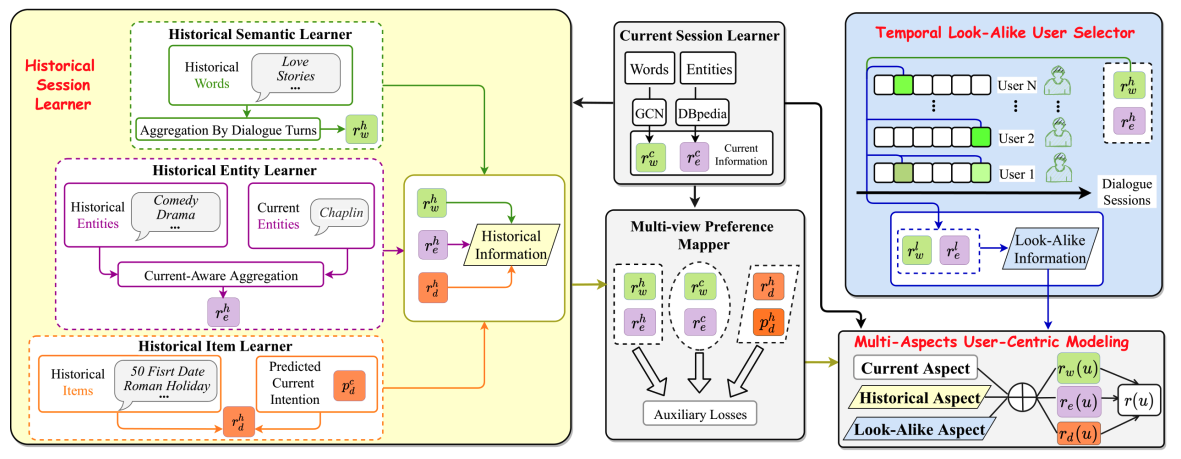 Historical
Session
Learner
Historical Semantic Learner
Historical
Words
Love
Stories
...
Aggregation By Dialogue Turns
r_w^h
Historical Entity Learner
Historical
Entities
Comedy
Drama
...
Current
Entities
Chaplin
Current-Aware Aggregation
r_e^h
Historical Item Learner
Historical
Items
50 Fisrt Date
Roman Holiday
...
Predicted
Current
Intention
p_d^c
r_d^h
r_w^h
r_e^h
r_d^h
Historical
Information
Current Session Learner
Words
Entities
GCN
DBpedia
r_w^c
r_e^c
Current
Information
Multi-view Preference
Mapper
r_w^h
r_e^h
r_w^c
r_e^c
r_d^h
p_d^h
Auxiliary Losses
Temporal Look-Alike User Selector
User N
User 2
User 1
r_w^h
r_e^h
Dialogue
Sessions
r_w^l
r_e^l
Look-Alike
Information
Multi-Aspects User-Centric Modeling
Current Aspect
Historical Aspect
Look-Alike Aspect
r_w(u)
r_e(u)
r_d(u)
r(u)